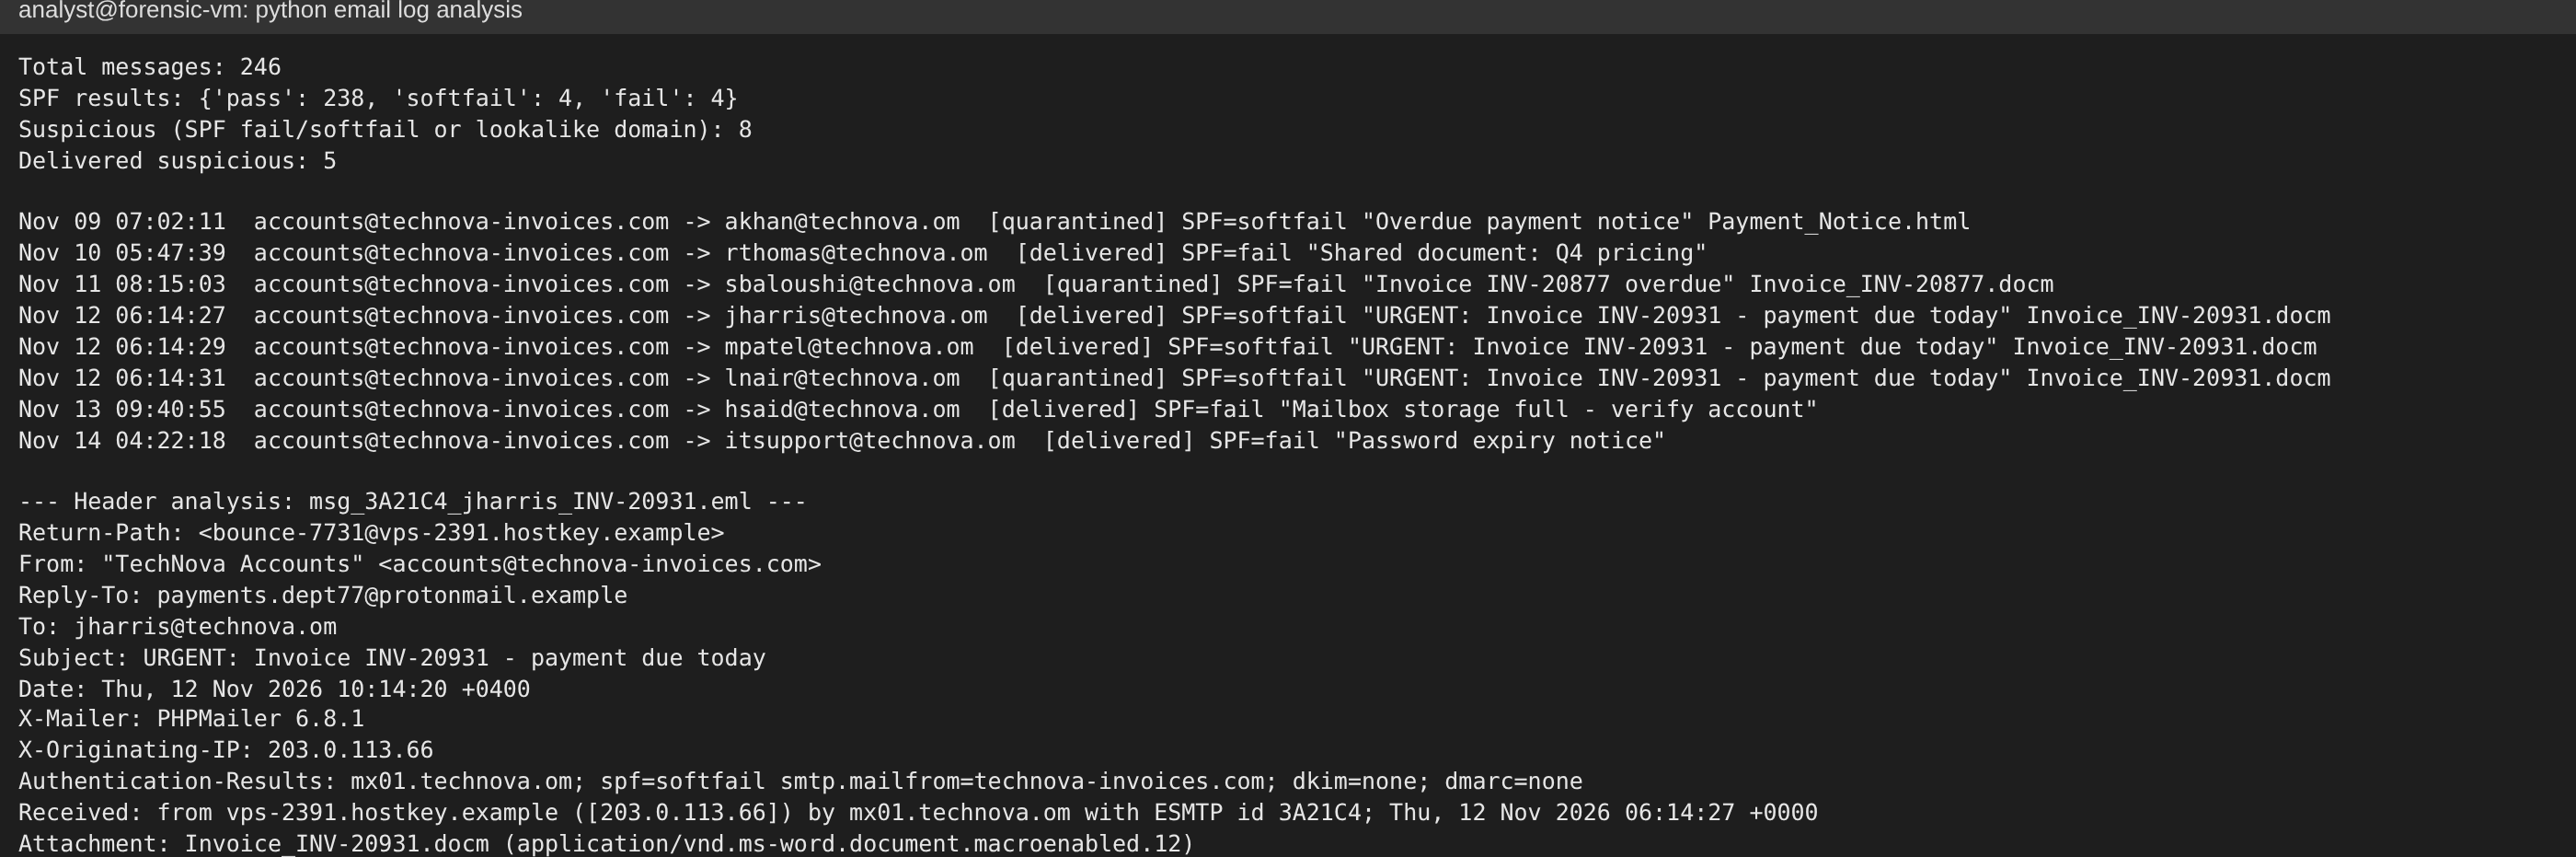 analyst@forensic-vm: python email log analysis
Total messages: 246
SPF results: {'pass': 238, 'softfail': 4, 'fail': 4}
Suspicious (SPF fail/softfail or lookalike domain): 8
Delivered suspicious: 5
Nov 09 07:02:11  accounts@technova-invoices.com -> akhan@technova.om  [quarantined] SPF=softfail "Overdue payment notice" Payment_Notice.html
Nov 10 05:47:39  accounts@technova-invoices.com -> rthomas@technova.om  [delivered] SPF=fail "Shared document: Q4 pricing"
Nov 11 08:15:03  accounts@technova-invoices.com -> sbaloushi@technova.om  [quarantined] SPF=fail "Invoice INV-20877 overdue" Invoice_INV-20877.docm
Nov 12 06:14:27  accounts@technova-invoices.com -> jharris@technova.om  [delivered] SPF=softfail "URGENT: Invoice INV-20931 - payment due today" Invoice_INV-20931.docm
Nov 12 06:14:29  accounts@technova-invoices.com -> mpatel@technova.om  [delivered] SPF=softfail "URGENT: Invoice INV-20931 - payment due today" Invoice_INV-20931.docm
Nov 12 06:14:31  accounts@technova-invoices.com -> lnair@technova.om  [quarantined] SPF=softfail "URGENT: Invoice INV-20931 - payment due today" Invoice_INV-20931.docm
Nov 13 09:40:55  accounts@technova-invoices.com -> hsaid@technova.om  [delivered] SPF=fail "Mailbox storage full - verify account"
Nov 14 04:22:18  accounts@technova-invoices.com -> itsupport@technova.om  [delivered] SPF=fail "Password expiry notice"
--- Header analysis: msg_3A21C4_jharris_INV-20931.eml ---
Return-Path: <bounce-7731@vps-2391.hostkey.example>
From: "TechNova Accounts" <accounts@technova-invoices.com>
Reply-To: payments.dept77@protonmail.example
To: jharris@technova.om
Subject: URGENT: Invoice INV-20931 - payment due today
Date: Thu, 12 Nov 2026 10:14:20 +0400
X-Mailer: PHPMailer 6.8.1
X-Originating-IP: 203.0.113.66
Authentication-Results: mx01.technova.om; spf=softfail smtp.mailfrom=technova-invoices.com; dkim=none; dmarc=none
Received: from vps-2391.hostkey.example ([203.0.113.66]) by mx01.technova.om with ESMTP id 3A21C4; Thu, 12 Nov 2026 06:14:27 +0000
Attachment: Invoice_INV-20931.docm (application/vnd.ms-word.document.macroenabled.12)